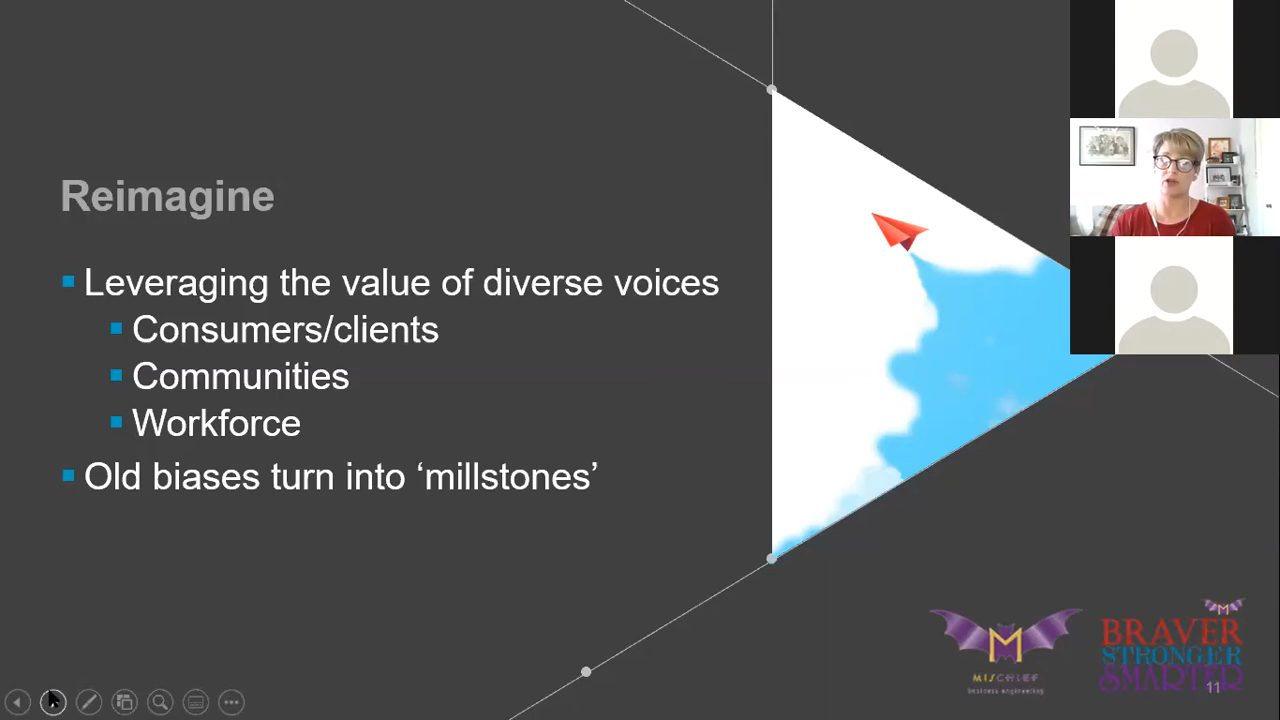 Reimagine
Leveraging the value of diverse voices
Consumers/clients
Communities
Workforce
Old biases turn into ‘millstones’
M
MISCHIEF
business engineering
M
BRAVER
STRONGER
SMARTER
11